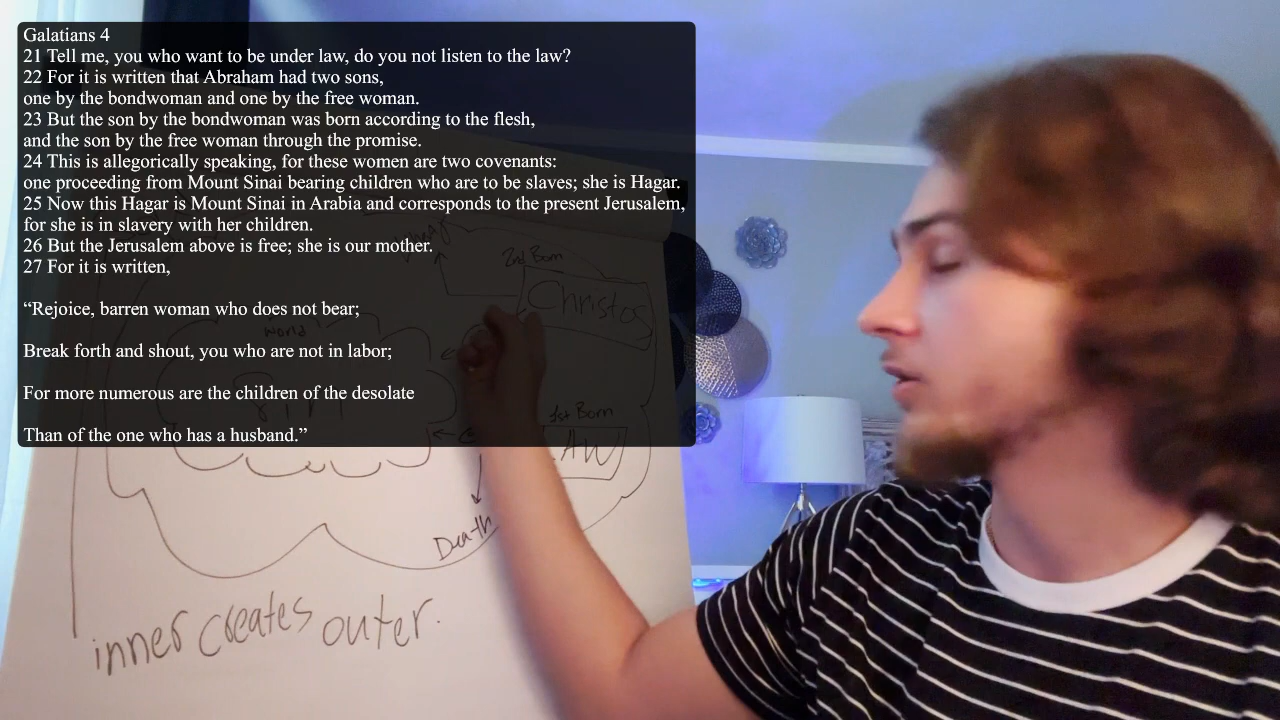 Galatians 4
21 Tell me, you who want to be under law, do you not listen to the law?
22 For it is written that Abraham had two sons,
one by the bondwoman and one by the free woman.
23 But the son by the bondwoman was born according to the flesh,
and the son by the free woman through the promise.
24 This is allegorically speaking, for these women are two covenants:
one proceeding from Mount Sinai bearing children who are to be slaves; she is Hagar.
25 Now this Hagar is Mount Sinai in Arabia and corresponds to the present Jerusalem,
for she is in slavery with her children.
26 But the Jerusalem above is free; she is our mother.
27 For it is written,
“Rejoice, barren woman who does not bear;
Break forth and shout, you who are not in labor;
For more numerous are the children of the desolate
Than of the one who has a husband.”
2nd Born
Christos
world
1st Born
Death
inner creates outer.